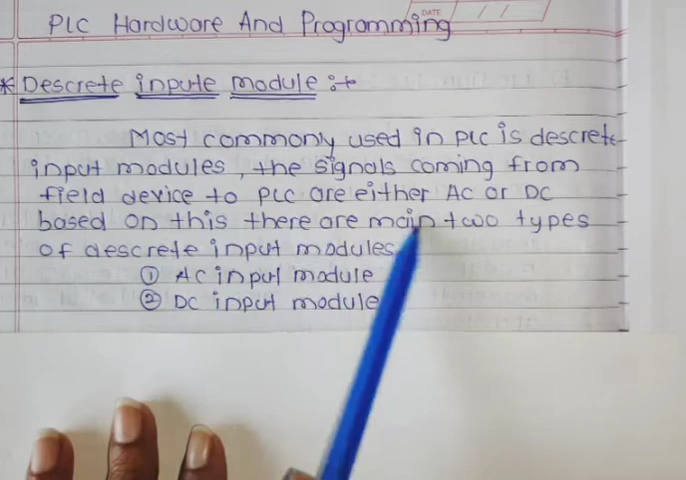 DATE / /
PLC Hardware And Programming
* Descrete inpute module :+
Most commonly used in PLC is descrete
input modules, the signals coming from
field device to PLC are either AC or DC
based on this there are main two types
of descrete input modules
① AC input module
② DC input module